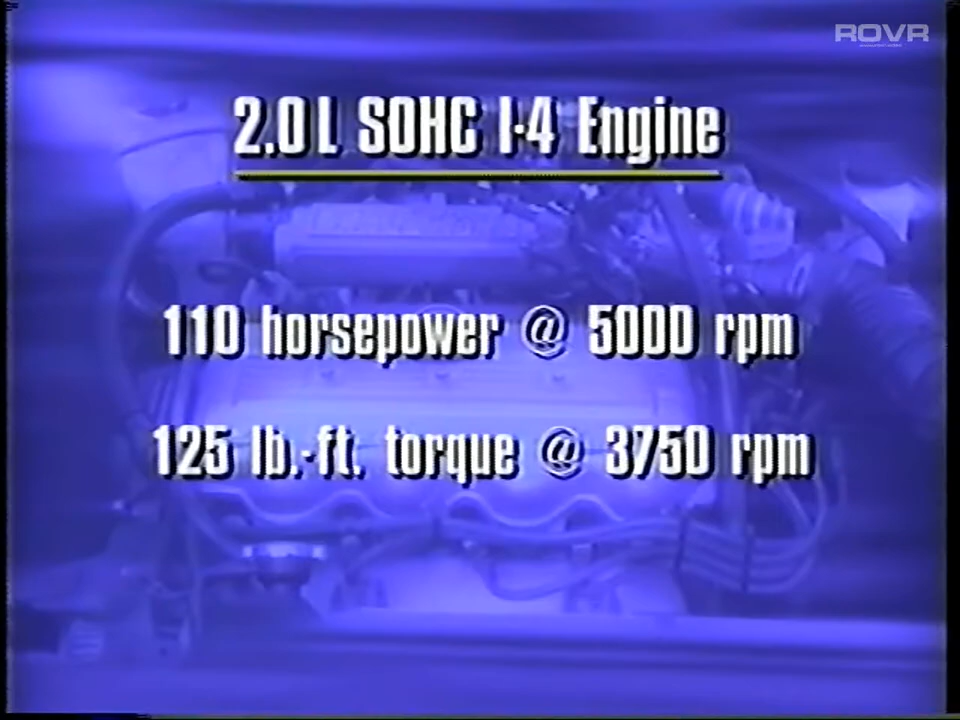 ROVR
2.0L SOHC I-4 Engine
110 horsepower @ 5000 rpm
125 lb.-ft. torque @ 3750 rpm